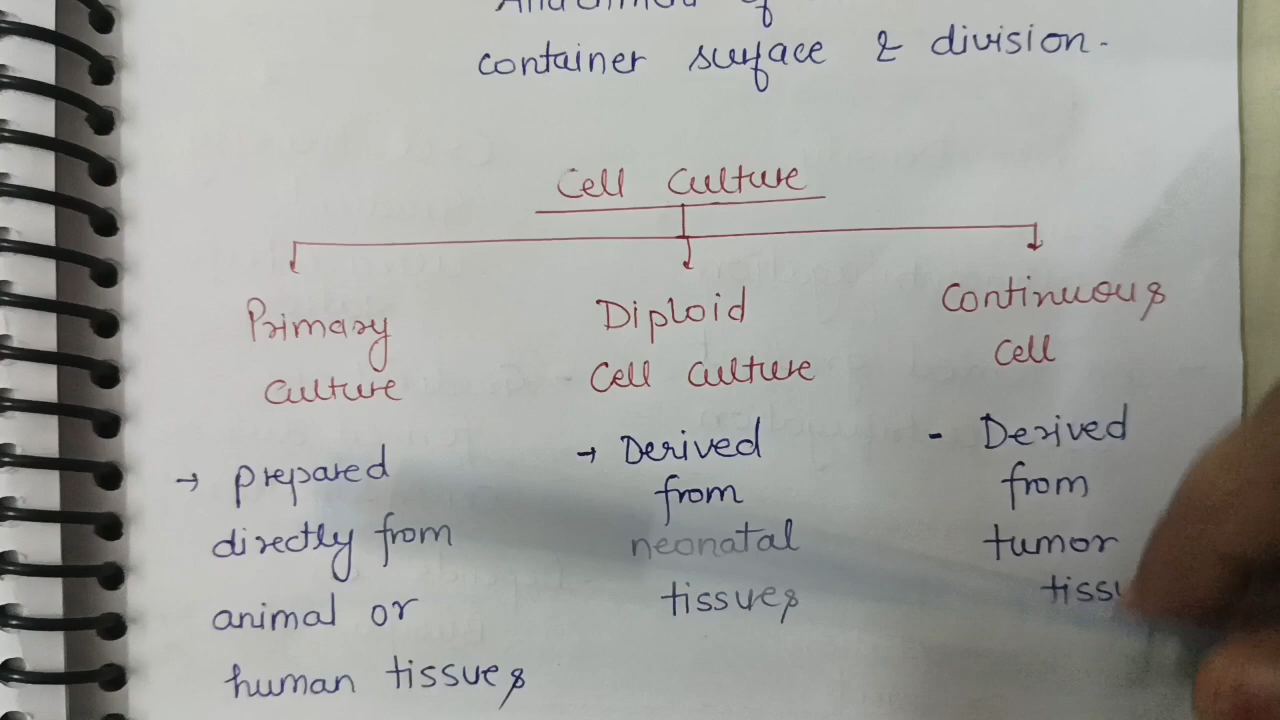 container surface & division.
Cell Culture
Primary
Culture
→ prepared
directly from
animal or
human tissues
Diploid
Cell Culture
→ Derived
from
neonatal
tissues
Continuous
Cell
- Derived
from
tumor